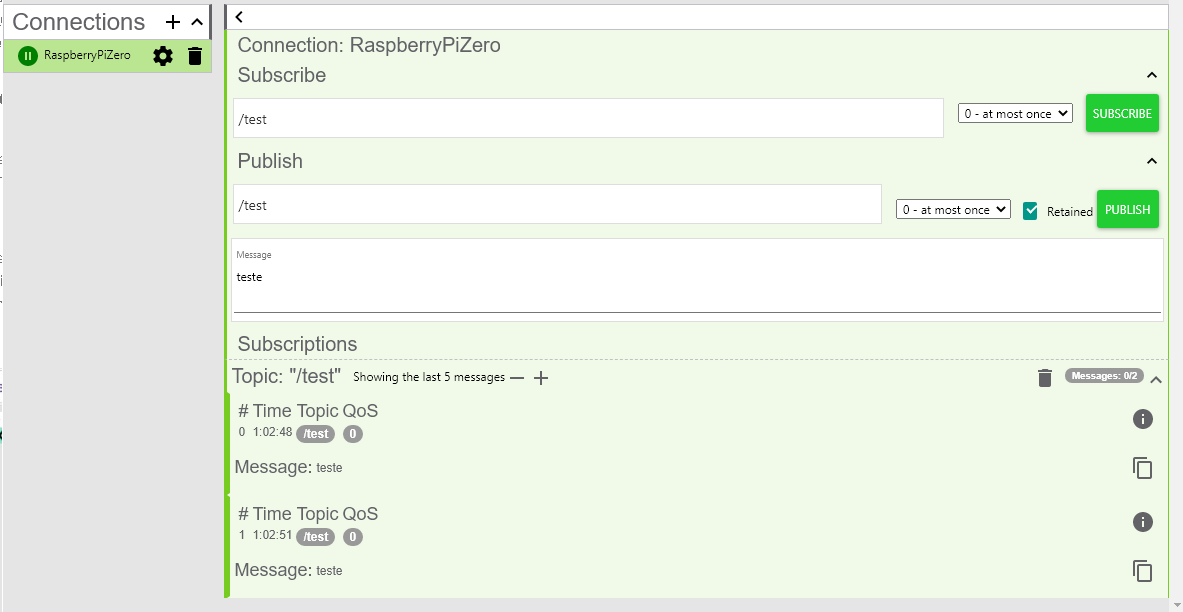 Connections
RaspberryPiZero
Connection: RaspberryPiZero
Subscribe
/test 0 - at most once SUBSCRIBE
Publish
/test 0 - at most once Retained PUBLISH
Message
teste
Subscriptions
Topic: "/test" Showing the last 5 messages Messages: 0/2
# Time Topic QoS
0 1:02:48 /test 0
Message: teste
# Time Topic QoS
1 1:02:51 /test 0
Message: teste